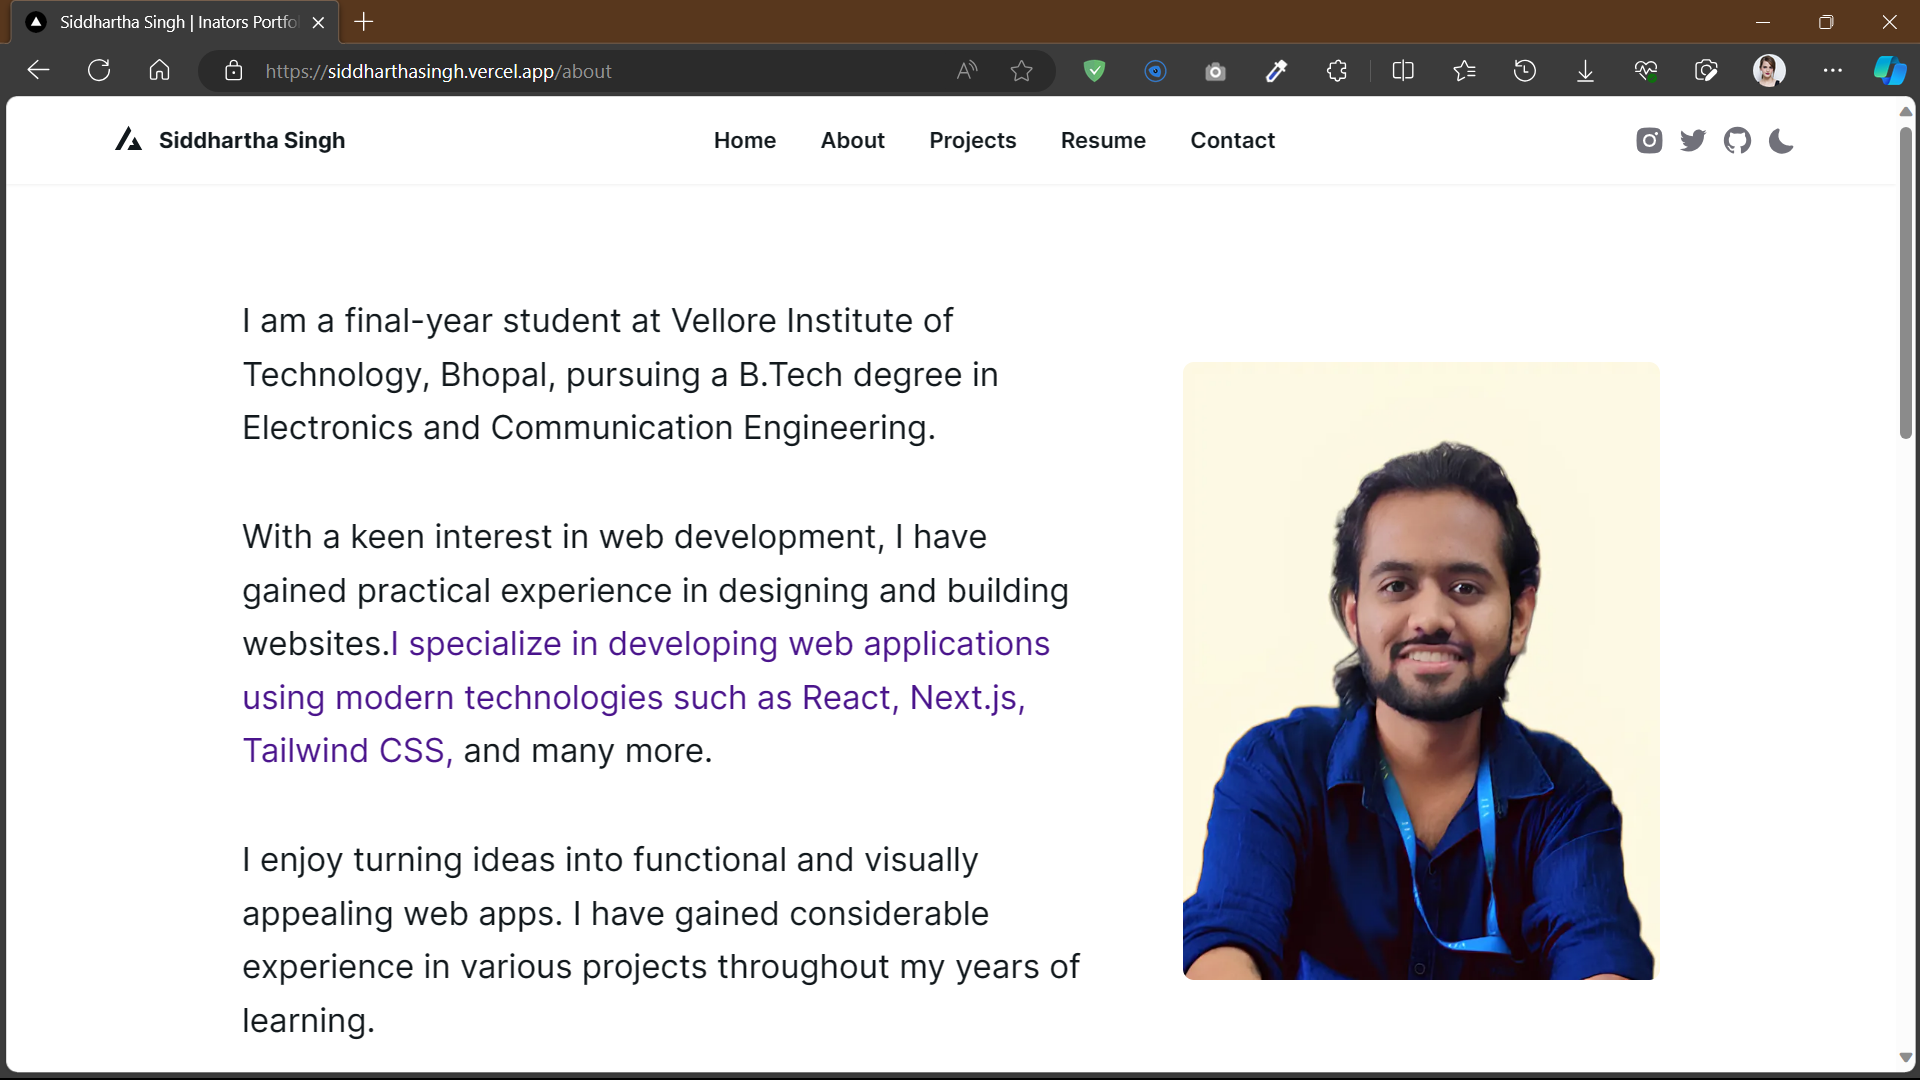 Siddhartha Singh | Inators Portfo
https://siddharthasingh.vercel.app/about
Siddhartha Singh
Home
About
Projects
Resume
Contact
I am a final-year student at Vellore Institute of
Technology, Bhopal, pursuing a B.Tech degree in
Electronics and Communication Engineering.
With a keen interest in web development, I have
gained practical experience in designing and building
websites.I specialize in developing web applications
using modern technologies such as React, Next.js,
Tailwind CSS, and many more.
I enjoy turning ideas into functional and visually
appealing web apps. I have gained considerable
experience in various projects throughout my years of
learning.